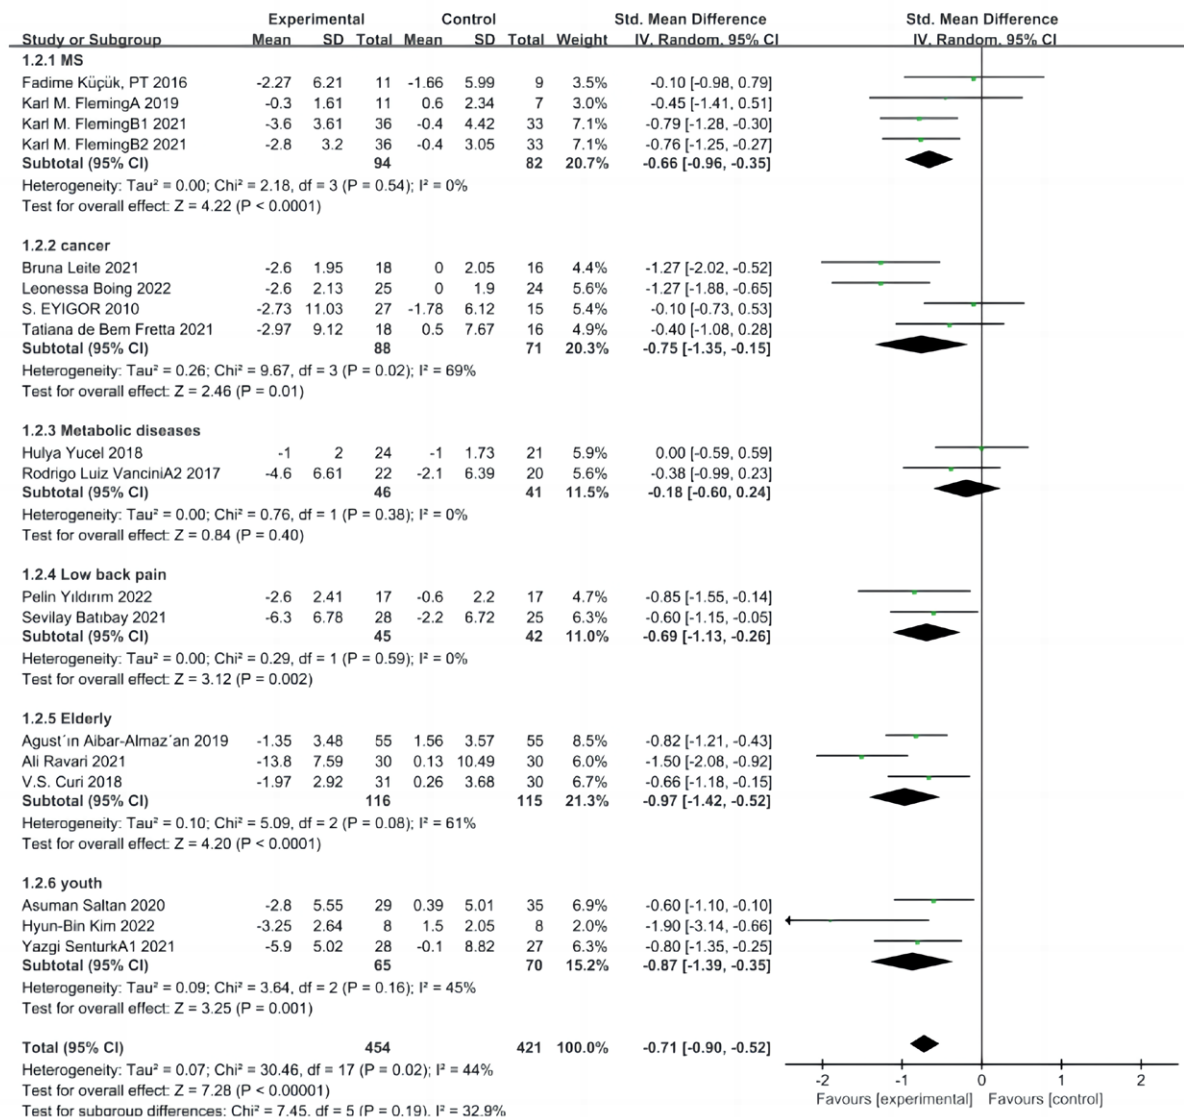 Experimental Control Std. Mean Difference Std. Mean Difference
Study or Subgroup Mean SD Total Mean SD Total Weight IV, Random, 95% CI IV, Random, 95% CI
1.2.1 MS
Fadime Küçük, PT 2016 -2.27 6.21 11 -1.66 5.99 9 3.5% -0.10 [-0.98, 0.79]
Karl M. FlemingA 2019 -0.3 1.61 11 0.6 2.34 7 3.0% -0.45 [-1.41, 0.51]
Karl M. FlemingB1 2021 -3.6 3.61 36 -0.4 4.42 33 7.1% -0.79 [-1.28, -0.30]
Karl M. FlemingB2 2021 -2.8 3.2 36 -0.4 3.05 33 7.1% -0.76 [-1.25, -0.27]
Subtotal (95% CI) 94 82 20.7% -0.66 [-0.96, -0.35]
Heterogeneity: Tau² = 0.00; Chi² = 2.18, df = 3 (P = 0.54); I² = 0%
Test for overall effect: Z = 4.22 (P < 0.0001)
1.2.2 cancer
Bruna Leite 2021 -2.6 1.95 18 0 2.05 16 4.4% -1.27 [-2.02, -0.52]
Leonessa Boing 2022 -2.6 2.13 25 0 1.9 24 5.6% -1.27 [-1.88, -0.65]
S. EYIGOR 2010 -2.73 11.03 27 -1.78 6.12 15 5.4% -0.10 [-0.73, 0.53]
Tatiana de Bem Fretta 2021 -2.97 9.12 18 0.5 7.67 16 4.9% -0.40 [-1.08, 0.28]
Subtotal (95% CI) 88 71 20.3% -0.75 [-1.35, -0.15]
Heterogeneity: Tau² = 0.26; Chi² = 9.67, df = 3 (P = 0.02); I² = 69%
Test for overall effect: Z = 2.46 (P = 0.01)
1.2.3 Metabolic diseases
Hulya Yucel 2018 -1 2 24 -1 1.73 21 5.9% 0.00 [-0.59, 0.59]
Rodrigo Luiz VanciniA2 2017 -4.6 6.61 22 -2.1 6.39 20 5.6% -0.38 [-0.99, 0.23]
Subtotal (95% CI) 46 41 11.5% -0.18 [-0.60, 0.24]
Heterogeneity: Tau² = 0.00; Chi² = 0.76, df = 1 (P = 0.38); I² = 0%
Test for overall effect: Z = 0.84 (P = 0.40)
1.2.4 Low back pain
Pelin Yıldırım 2022 -2.6 2.41 17 -0.6 2.2 17 4.7% -0.85 [-1.55, -0.14]
Sevilay Batıbay 2021 -6.3 6.78 28 -2.2 6.72 25 6.3% -0.60 [-1.15, -0.05]
Subtotal (95% CI) 45 42 11.0% -0.69 [-1.13, -0.26]
Heterogeneity: Tau² = 0.00; Chi² = 0.29, df = 1 (P = 0.59); I² = 0%
Test for overall effect: Z = 3.12 (P = 0.002)
1.2.5 Elderly
Agust´ın Aibar-Almaz´an 2019 -1.35 3.48 55 1.56 3.57 55 8.5% -0.82 [-1.21, -0.43]
Ali Ravari 2021 -13.8 7.59 30 0.13 10.49 30 6.0% -1.50 [-2.08, -0.92]
V.S. Curi 2018 -1.97 2.92 31 0.26 3.68 30 6.7% -0.66 [-1.18, -0.15]
Subtotal (95% CI) 116 115 21.3% -0.97 [-1.42, -0.52]
Heterogeneity: Tau² = 0.10; Chi² = 5.09, df = 2 (P = 0.08); I² = 61%
Test for overall effect: Z = 4.20 (P < 0.0001)
1.2.6 youth
Asuman Saltan 2020 -2.8 5.55 29 0.39 5.01 35 6.9% -0.60 [-1.10, -0.10]
Hyun-Bin Kim 2022 -3.25 2.64 8 1.5 2.05 8 2.0% -1.90 [-3.14, -0.66]
Yazgi SenturkA1 2021 -5.9 5.02 28 -0.1 8.82 27 6.3% -0.80 [-1.35, -0.25]
Subtotal (95% CI) 65 70 15.2% -0.87 [-1.39, -0.35]
Heterogeneity: Tau² = 0.09; Chi² = 3.64, df = 2 (P = 0.16); I² = 45%
Test for overall effect: Z = 3.25 (P = 0.001)
Total (95% CI) 454 421 100.0% -0.71 [-0.90, -0.52]
Heterogeneity: Tau² = 0.07; Chi² = 30.46, df = 17 (P = 0.02); I² = 44%
Test for overall effect: Z = 7.28 (P < 0.00001)
Test for subgroup differences: Chi² = 7.45, df = 5 (P = 0.19), I² = 32.9%
-2 -1 0 1 2
Favours [experimental] Favours [control]